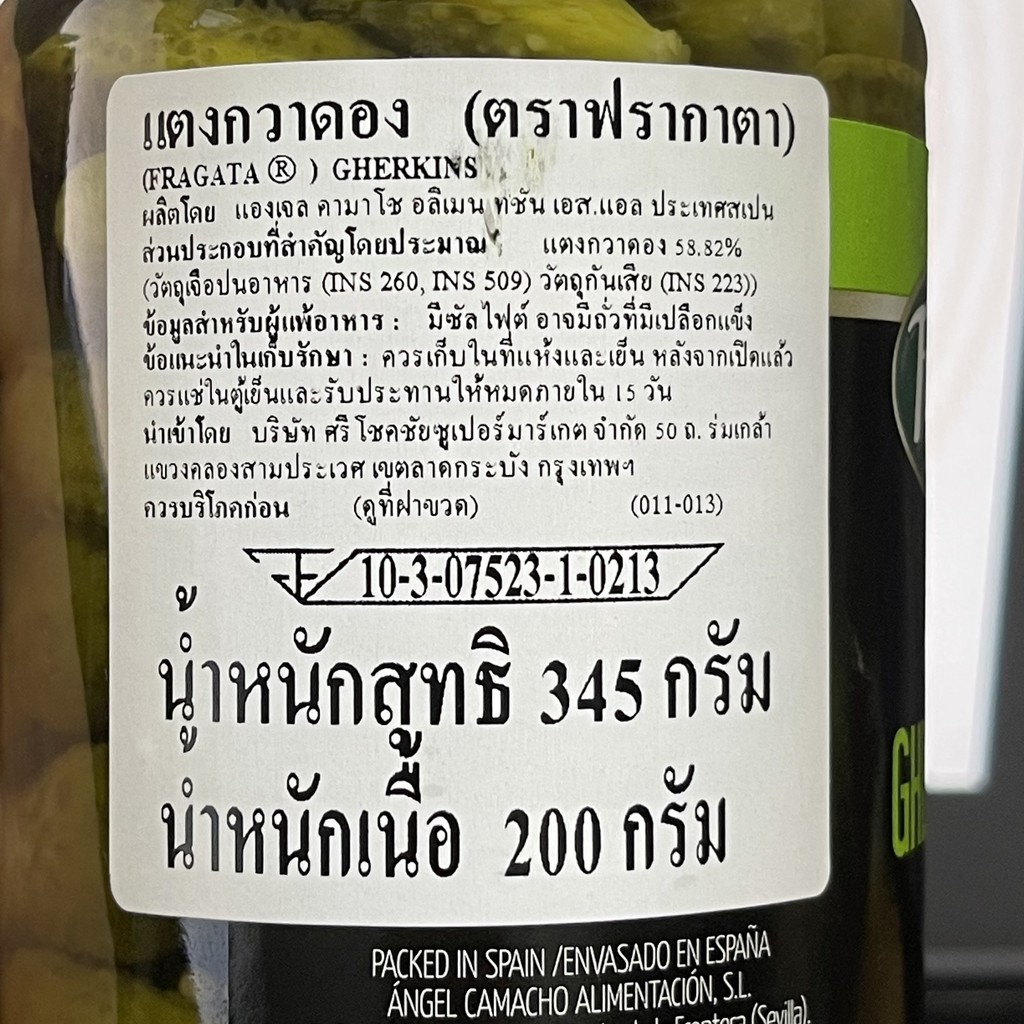 แตงกวาดอง (ตราฟรากาตา)
(FRAGATA ® ) GHERKINS
ผลิตโดย แองเจล คามาโช อลิเมนทชัน เอส.แอล ประเทศสเปน
ส่วนประกอบที่สำคัญโดยประมาณ : แตงกวาดอง 58.82%
(วัตถุเจือปนอาหาร (INS 260, INS 509) วัตถุกันเสีย (INS 223))
ข้อมูลสำหรับผู้แพ้อาหาร : มีซัลไฟต์ อาจมีถั่วที่มีเปลือกแข็ง
ข้อแนะนำในเก็บรักษา : ควรเก็บในที่แห้งและเย็น หลังจากเปิดแล้ว
ควรแช่ในตู้เย็นและรับประทานให้หมดภายใน 15 วัน
นำเข้าโดย บริษัท ศรีโชคชัยซูเปอร์มาร์เกต จำกัด 50 ถ. ร่มเกล้า
แขวงคลองสามประเวศ เขตลาดกระบัง กรุงเทพฯ
ควรบริโภคก่อน (ดูที่ฝาขวด) (011-013)
10-3-07523-1-0213
น้ำหนักสุทธิ 345 กรัม
น้ำหนักเนื้อ 200 กรัม
GH
PACKED IN SPAIN /ENVASADO EN ESPAÑA
ÁNGEL CAMACHO ALIMENTACIÓN, S.L.
Frontera (Sevilla).